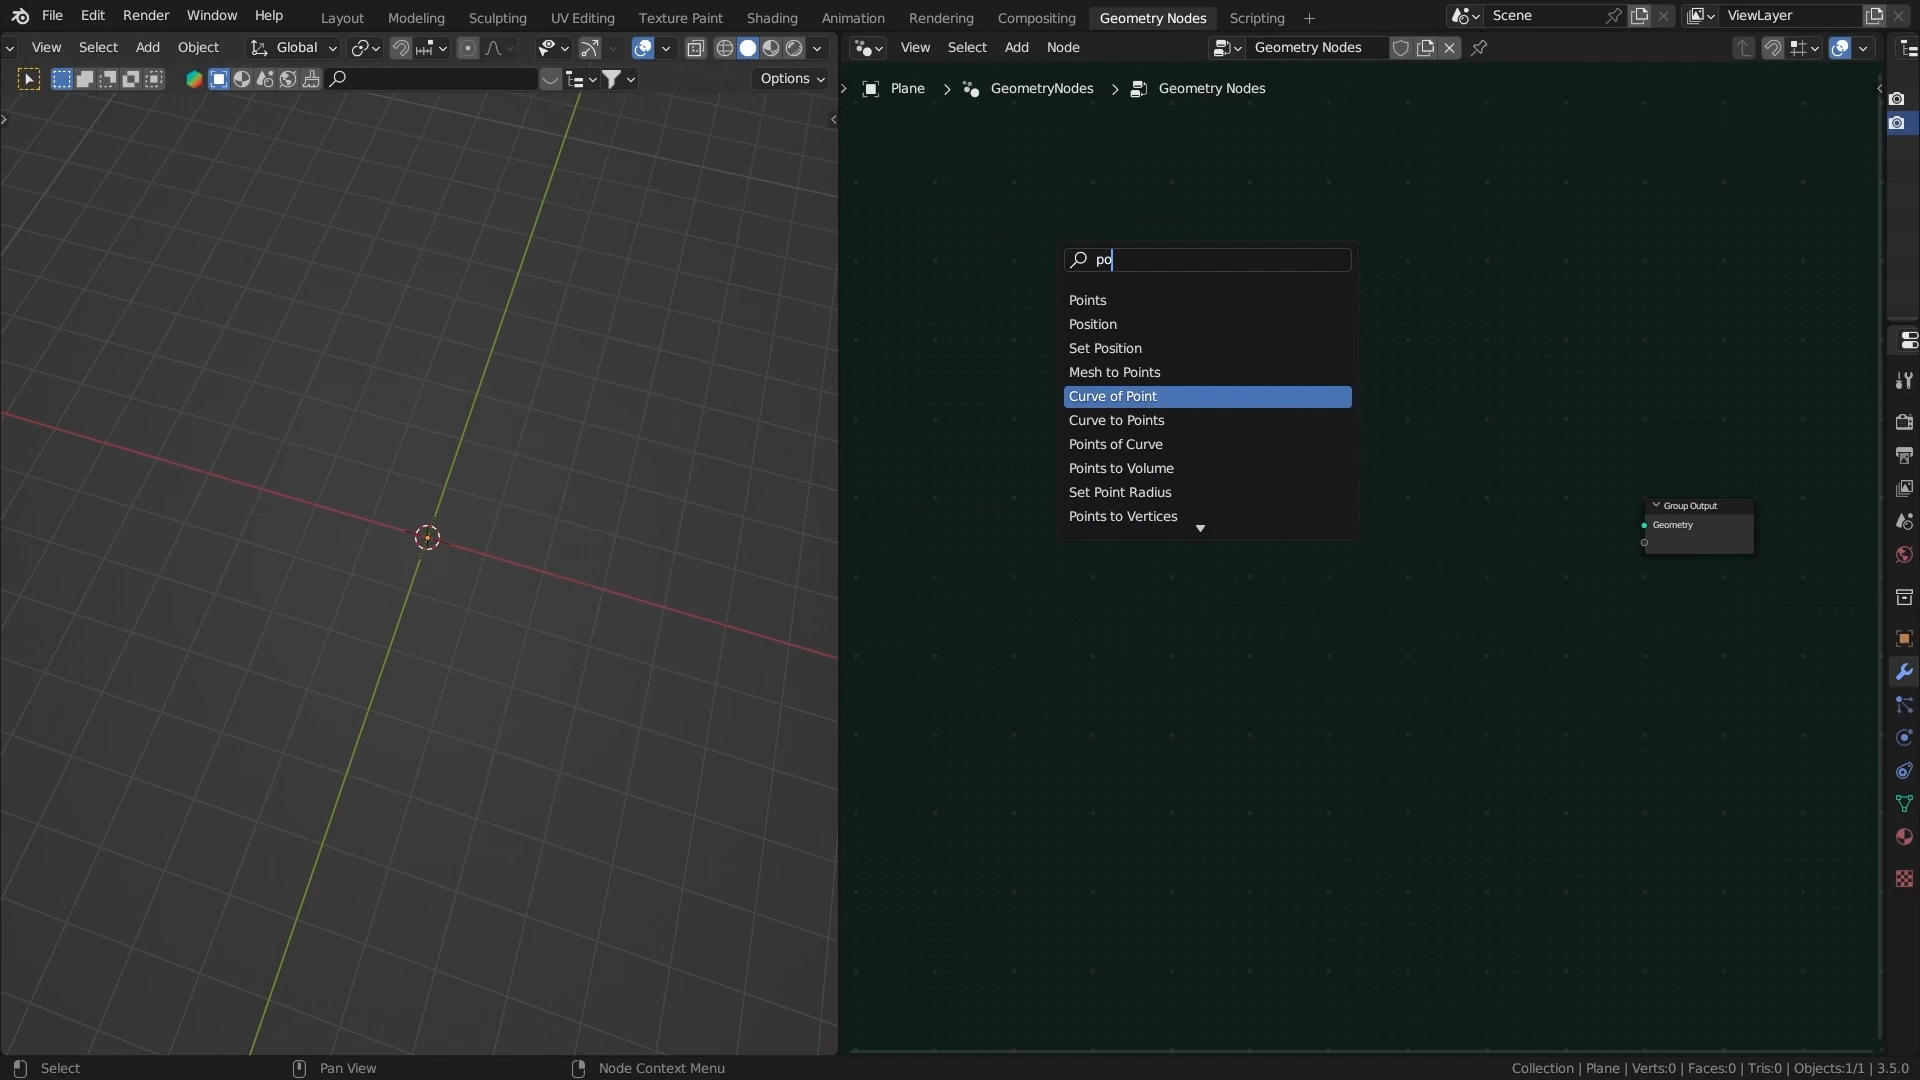 File Edit Render Window Help Layout Modeling Sculpting UV Editing Texture Paint Shading Animation Rendering Compositing Geometry Nodes Scripting + Scene ViewLayer
View Select Add Object Global View Select Add Node Geometry Nodes
Options
Plane > GeometryNodes > Geometry Nodes
po
Points
Position
Set Position
Mesh to Points
Curve of Point
Curve to Points
Points of Curve
Points to Volume
Set Point Radius
Points to Vertices
Group Output
Geometry
Select Pan View Node Context Menu Collection | Plane | Verts:0 | Faces:0 | Tris:0 | Objects:1/1 | 3.5.0